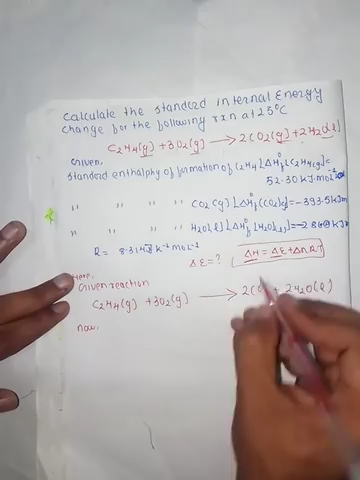 Calculate the standard internal Energy
change for the following rxn at 25°C
C2H4(g) + 3O2(g) → 2CO2(g) + 2H2O(l)
Given,
Standard enthalpy of formation of C2H4 [ΔH°f (C2H4(g)] =
52.30 kJ.mol-1
" " " " CO2(g) [ΔH°f (CO2)(g)] = -393.5 kJ
" " " " H2O(l) [ΔH°f [H2O(l)] =
R = 8.314 J K-1 mol-1
ΔE = ? ΔH = ΔE + ΔnRT
Here,
Given reaction
C2H4(g) + 3O2(g) → 2CO + 2H2O(l)
now,